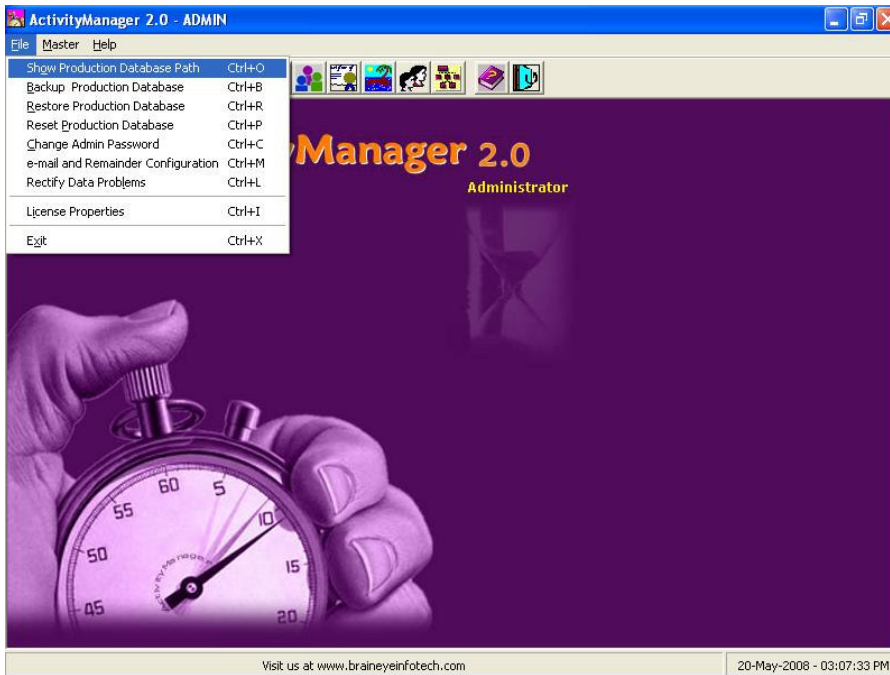 ActivityManager 2.0 - ADMIN
File Master Help
Show Production Database Path Ctrl+O
Backup Production Database Ctrl+B
Restore Production Database Ctrl+R
Reset Production Database Ctrl+P
Change Admin Password Ctrl+C
e-mail and Remainder Configuration Ctrl+M
Rectify Data Problems Ctrl+L
License Properties Ctrl+I
Exit Ctrl+X
yManager 2.0
Administrator
60
5
55
10
50
15
45
20
ActivityManager
Visit us at www.braineyeinfotech.com
20-May-2008 - 03:07:33 PM